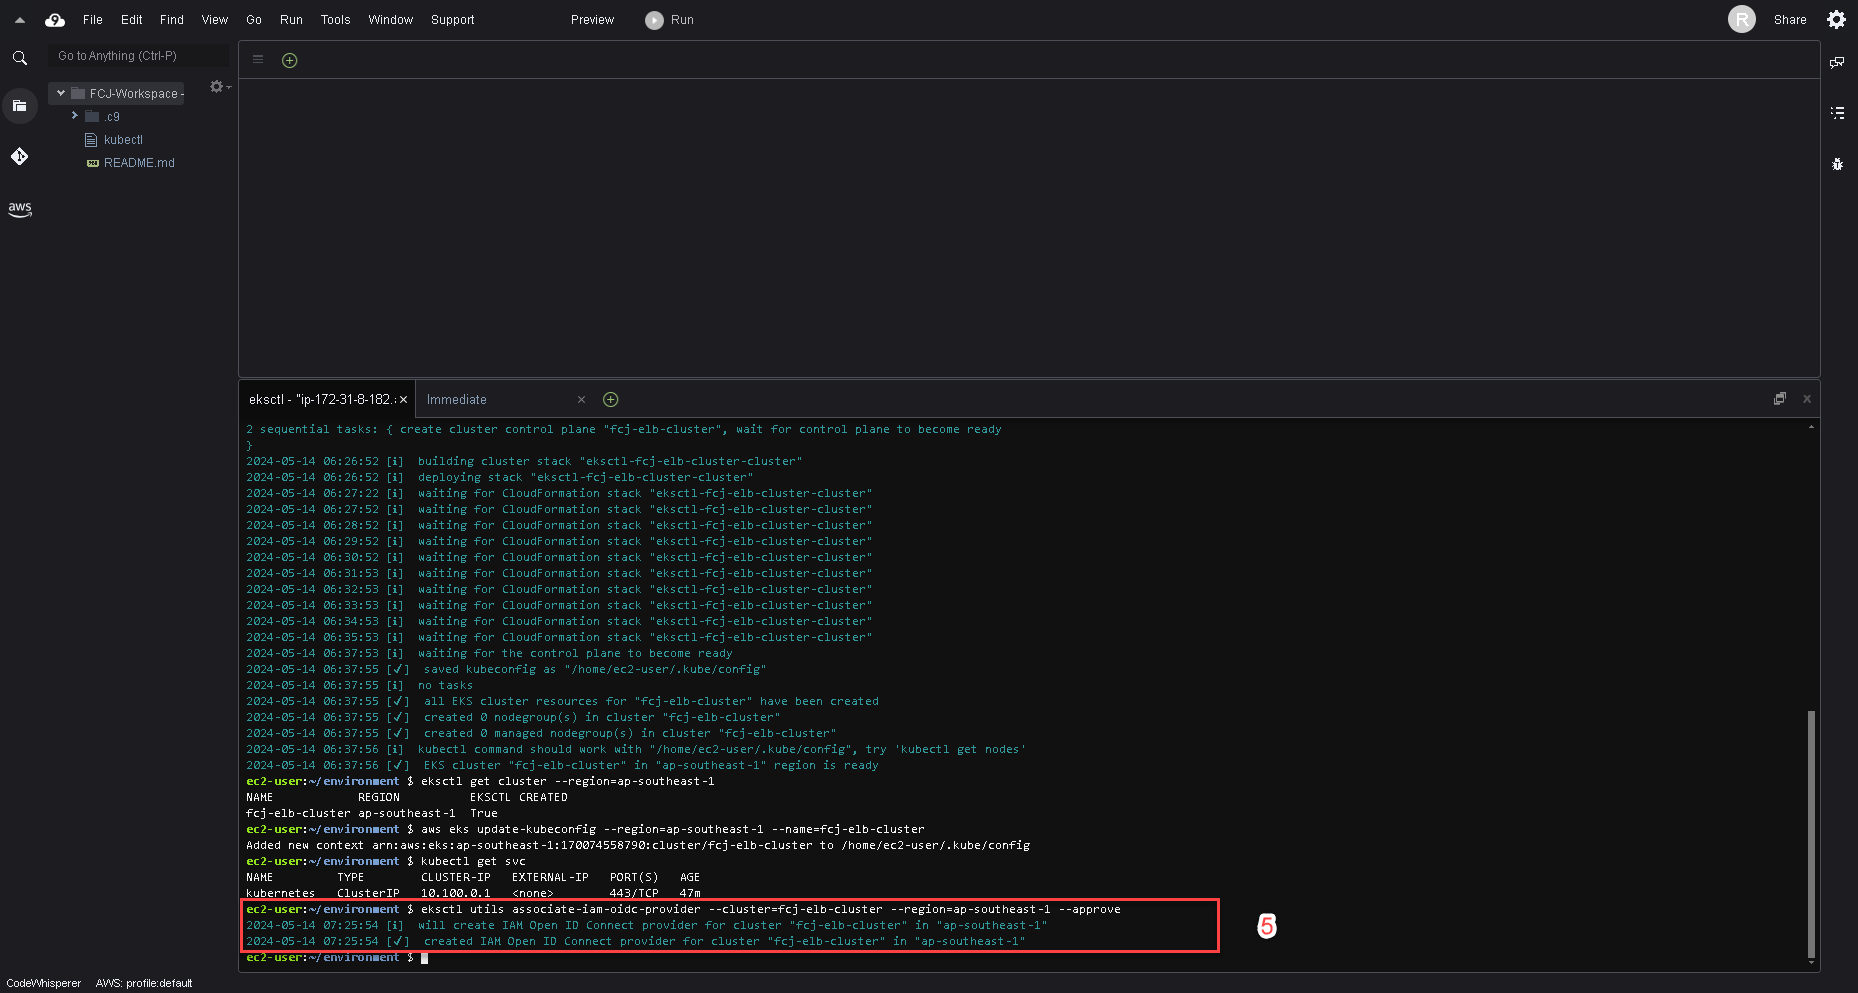 9 File Edit Find View Go Run Tools Window Support Preview Run R Share
Go to Anything (Ctrl-P)
FCJ-Workspace -
.c9
kubectl
README.md
aws
eksctl - "ip-172-31-8-182.
Immediate
2 sequential tasks: { create cluster control plane "fcj-elb-cluster", wait for control plane to become ready
}
2024-05-14 06:26:52 [i]  building cluster stack "eksctl-fcj-elb-cluster-cluster"
2024-05-14 06:26:52 [i]  deploying stack "eksctl-fcj-elb-cluster-cluster"
2024-05-14 06:27:22 [i]  waiting for CloudFormation stack "eksctl-fcj-elb-cluster-cluster"
2024-05-14 06:27:52 [i]  waiting for CloudFormation stack "eksctl-fcj-elb-cluster-cluster"
2024-05-14 06:28:52 [i]  waiting for CloudFormation stack "eksctl-fcj-elb-cluster-cluster"
2024-05-14 06:29:52 [i]  waiting for CloudFormation stack "eksctl-fcj-elb-cluster-cluster"
2024-05-14 06:30:52 [i]  waiting for CloudFormation stack "eksctl-fcj-elb-cluster-cluster"
2024-05-14 06:31:53 [i]  waiting for CloudFormation stack "eksctl-fcj-elb-cluster-cluster"
2024-05-14 06:32:53 [i]  waiting for CloudFormation stack "eksctl-fcj-elb-cluster-cluster"
2024-05-14 06:33:53 [i]  waiting for CloudFormation stack "eksctl-fcj-elb-cluster-cluster"
2024-05-14 06:34:53 [i]  waiting for CloudFormation stack "eksctl-fcj-elb-cluster-cluster"
2024-05-14 06:35:53 [i]  waiting for CloudFormation stack "eksctl-fcj-elb-cluster-cluster"
2024-05-14 06:37:53 [i]  waiting for the control plane to become ready
2024-05-14 06:37:55 [✓]  saved kubeconfig as "/home/ec2-user/.kube/config"
2024-05-14 06:37:55 [i]  no tasks
2024-05-14 06:37:55 [✓]  all EKS cluster resources for "fcj-elb-cluster" have been created
2024-05-14 06:37:55 [✓]  created 0 nodegroup(s) in cluster "fcj-elb-cluster"
2024-05-14 06:37:55 [✓]  created 0 managed nodegroup(s) in cluster "fcj-elb-cluster"
2024-05-14 06:37:56 [i]  kubectl command should work with "/home/ec2-user/.kube/config", try 'kubectl get nodes'
2024-05-14 06:37:56 [✓]  EKS cluster "fcj-elb-cluster" in "ap-southeast-1" region is ready
ec2-user:~/environment $ eksctl get cluster --region=ap-southeast-1
NAME REGION EKSCTL CREATED
fcj-elb-cluster ap-southeast-1 True
ec2-user:~/environment $ aws eks update-kubeconfig --region=ap-southeast-1 --name=fcj-elb-cluster
Added new context arn:aws:eks:ap-southeast-1:170074558790:cluster/fcj-elb-cluster to /home/ec2-user/.kube/config
ec2-user:~/environment $ kubectl get svc
NAME TYPE CLUSTER-IP EXTERNAL-IP PORT(S) AGE
kubernetes ClusterIP 10.100.0.1 <none> 443/TCP 47m
ec2-user:~/environment $ eksctl utils associate-iam-oidc-provider --cluster=fcj-elb-cluster --region=ap-southeast-1 --approve
2024-05-14 07:25:54 [i]  will create IAM Open ID Connect provider for cluster "fcj-elb-cluster" in "ap-southeast-1"
2024-05-14 07:25:54 [✓]  created IAM Open ID Connect provider for cluster "fcj-elb-cluster" in "ap-southeast-1"
5
ec2-user:~/environment $
CodeWhisperer AWS: profile:default